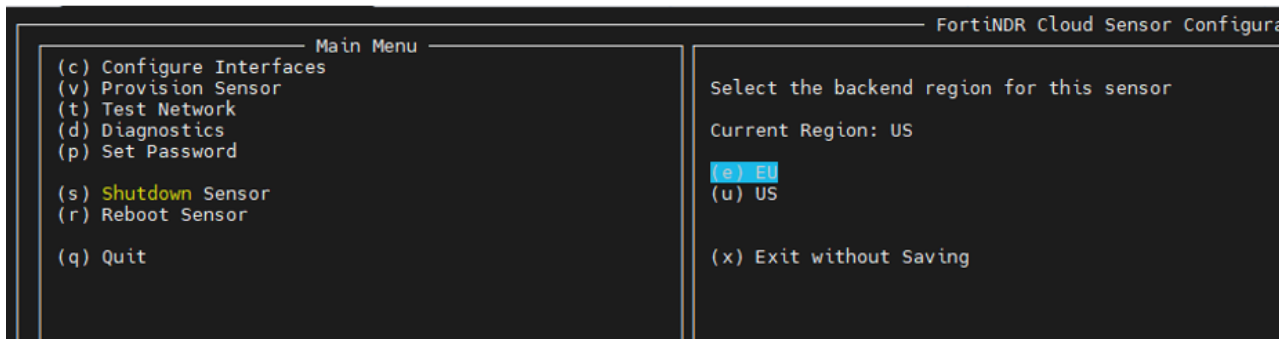 FortiNDR Cloud Sensor Configura
Main Menu
(c) Configure Interfaces
(v) Provision Sensor
(t) Test Network
(d) Diagnostics
(p) Set Password
(s) Shutdown Sensor
(r) Reboot Sensor
(q) Quit
Select the backend region for this sensor
Current Region: US
(e) EU
(u) US
(x) Exit without Saving